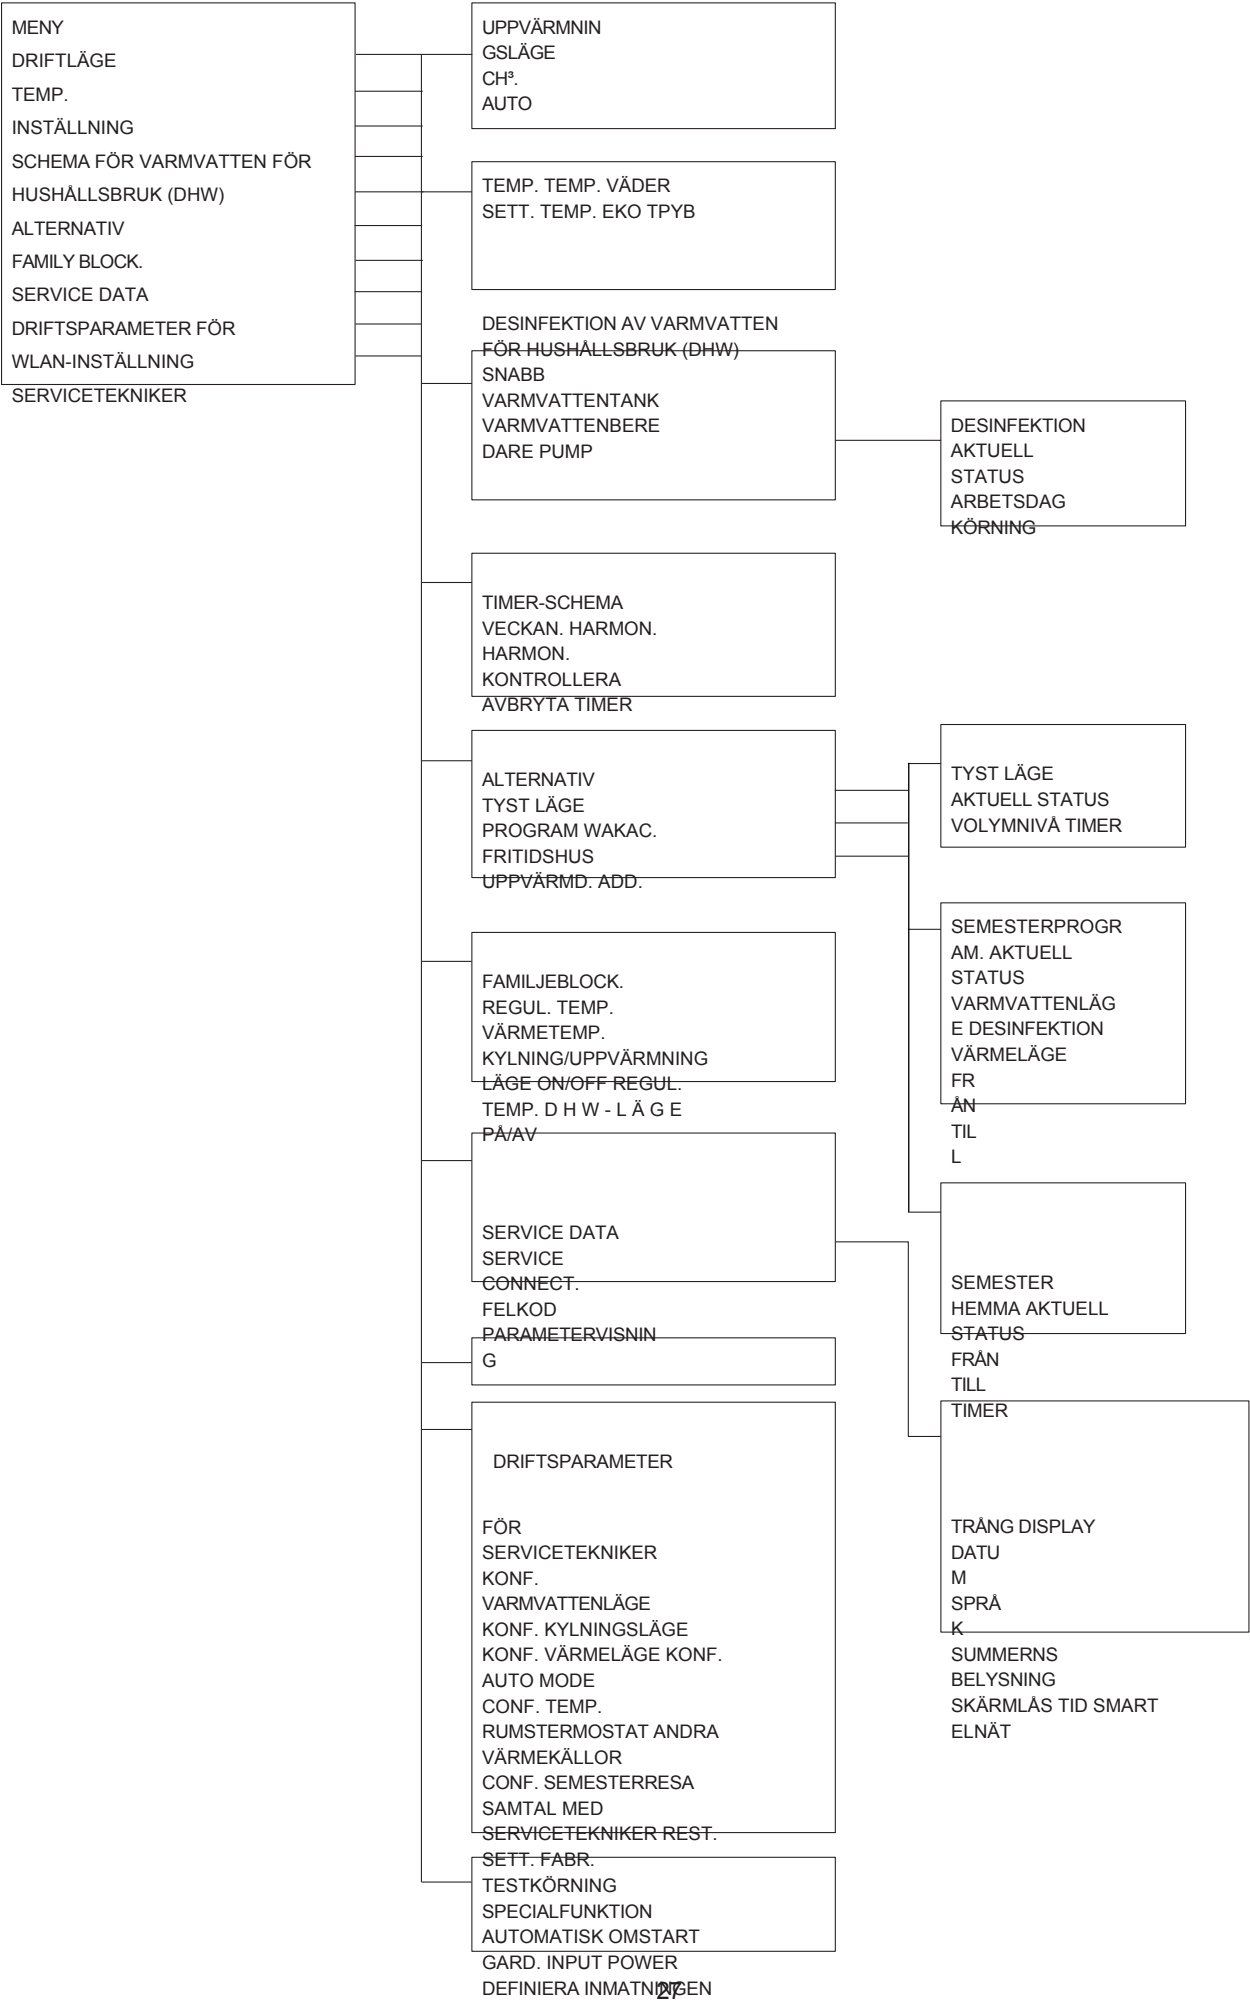 MENY
DRIFTLÄGE
TEMP.
INSTÄLLNING
SCHEMA FÖR VARMVATTEN FÖR
HUSHÅLLSBRUK (DHW)
ALTERNATIV
FAMILY BLOCK.
SERVICE DATA
DRIFTSPARAMETER FÖR
WLAN-INSTÄLLNING
SERVICETEKNIKER
UPPVÄRMNIN
GSLÄGE
CH³.
AUTO
TEMP. TEMP. VÄDER
SETT. TEMP. EKO TPYB
DESINFEKTION AV VARMVATTEN
FÖR HUSHÅLLSBRUK (DHW)
SNABB
VARMVATTENTANK
VARMVATTENBERE
DARE PUMP
DESINFEKTION
AKTUELL
STATUS
ARBETSDAG
KÖRNING
TIMER-SCHEMA
VECKAN. HARMON.
HARMON.
KONTROLLERA
AVBRYTA TIMER
ALTERNATIV
TYST LÄGE
PROGRAM WAKAC.
FRITIDSHUS
UPPVÄRMD. ADD.
TYST LÄGE
AKTUELL STATUS
VOLYMNIVÅ TIMER
SEMESTERPROGR
AM. AKTUELL
STATUS
VARMVATTENLÄG
E DESINFEKTION
VÄRMELÄGE
FR
ÅN
TIL
L
FAMILJEBLOCK.
REGUL. TEMP.
VÄRMETEMP.
KYLNING/UPPVÄRMNING
LÄGE ON/OFF REGUL.
TEMP. D H W - L Ä G E
PÅ/AV
SERVICE DATA
SERVICE
CONNECT.
FELKOD
PARAMETERVISNIN
G
SEMESTER
HEMMA AKTUELL
STATUS
FRÅN
TILL
TIMER
TRÅNG DISPLAY
DATU
M
SPRÅ
K
SUMMERNS
BELYSNING
SKÄRMLÅS TID SMART
ELNÄT
DRIFTSPARAMETER
FÖR
SERVICETEKNIKER
KONF.
VARMVATTENLÄGE
KONF. KYLNINGSLÄGE
KONF. VÄRMELÄGE KONF.
AUTO MODE
CONF. TEMP.
RUMSTERMOSTAT ANDRA
VÄRMEKÄLLOR
CONF. SEMESTERRESA
SAMTAL MED
SERVICETEKNIKER REST.
SETT. FABR.
TESTKÖRNING
SPECIALFUNKTION
AUTOMATISK OMSTART
GARD. INPUT POWER
DEFINIERA INMATNINGEN
27